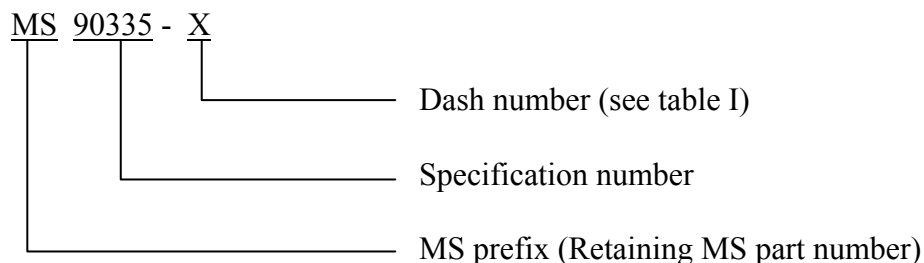 MS 90335 - X
Dash number (see table I)
Specification number
MS prefix (Retaining MS part number)